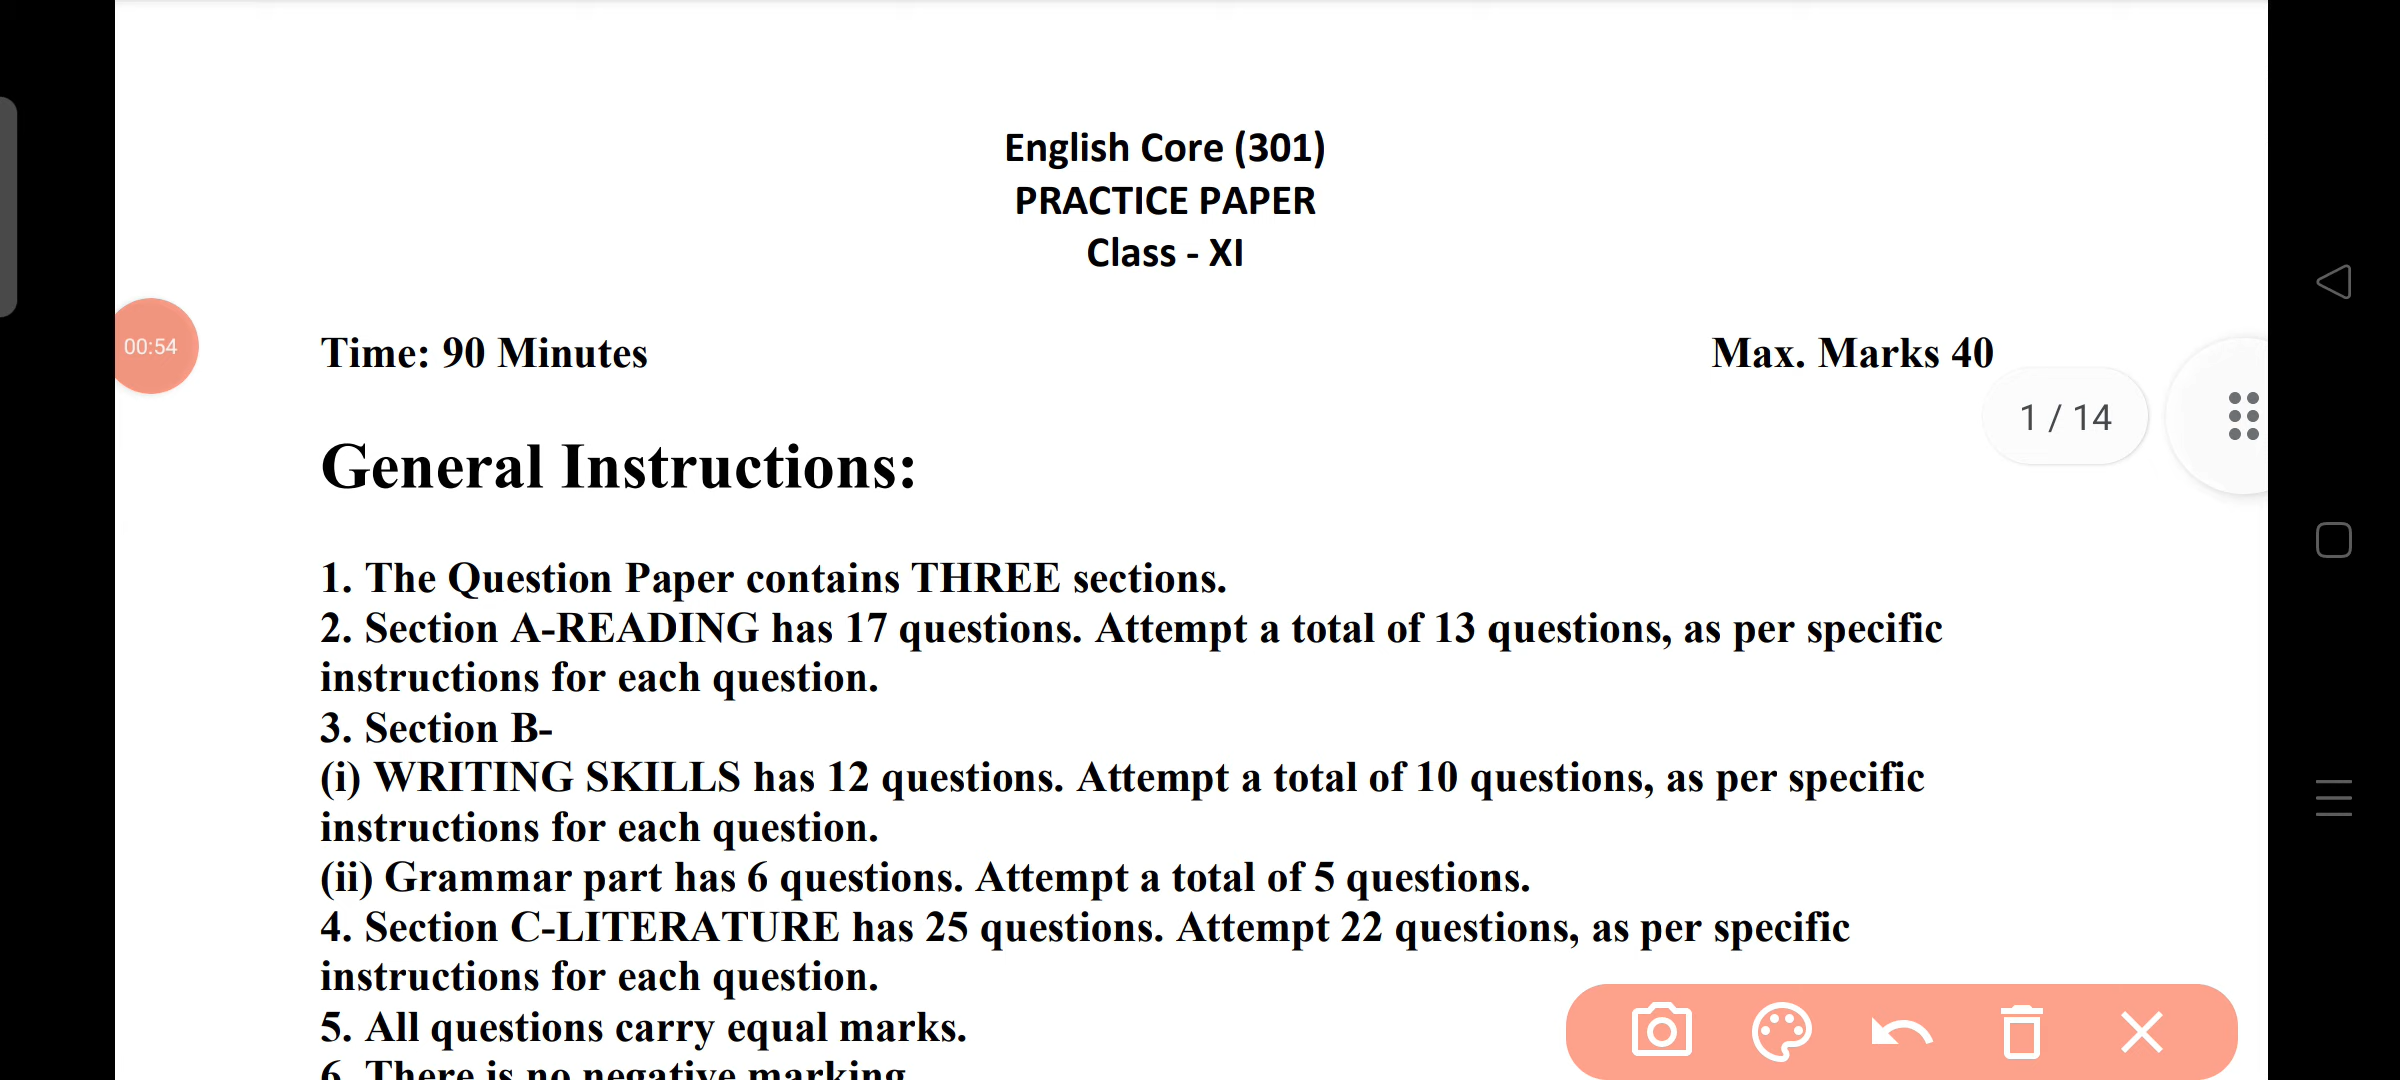 English Core (301)
PRACTICE PAPER
Class - XI
00:54
Time: 90 Minutes
Max. Marks 40
1 / 14
General Instructions:
1. The Question Paper contains THREE sections.
2. Section A-READING has 17 questions. Attempt a total of 13 questions, as per specific
instructions for each question.
3. Section B-
(i) WRITING SKILLS has 12 questions. Attempt a total of 10 questions, as per specific
instructions for each question.
(ii) Grammar part has 6 questions. Attempt a total of 5 questions.
4. Section C-LITERATURE has 25 questions. Attempt 22 questions, as per specific
instructions for each question.
5. All questions carry equal marks.
6. There is no negative marking